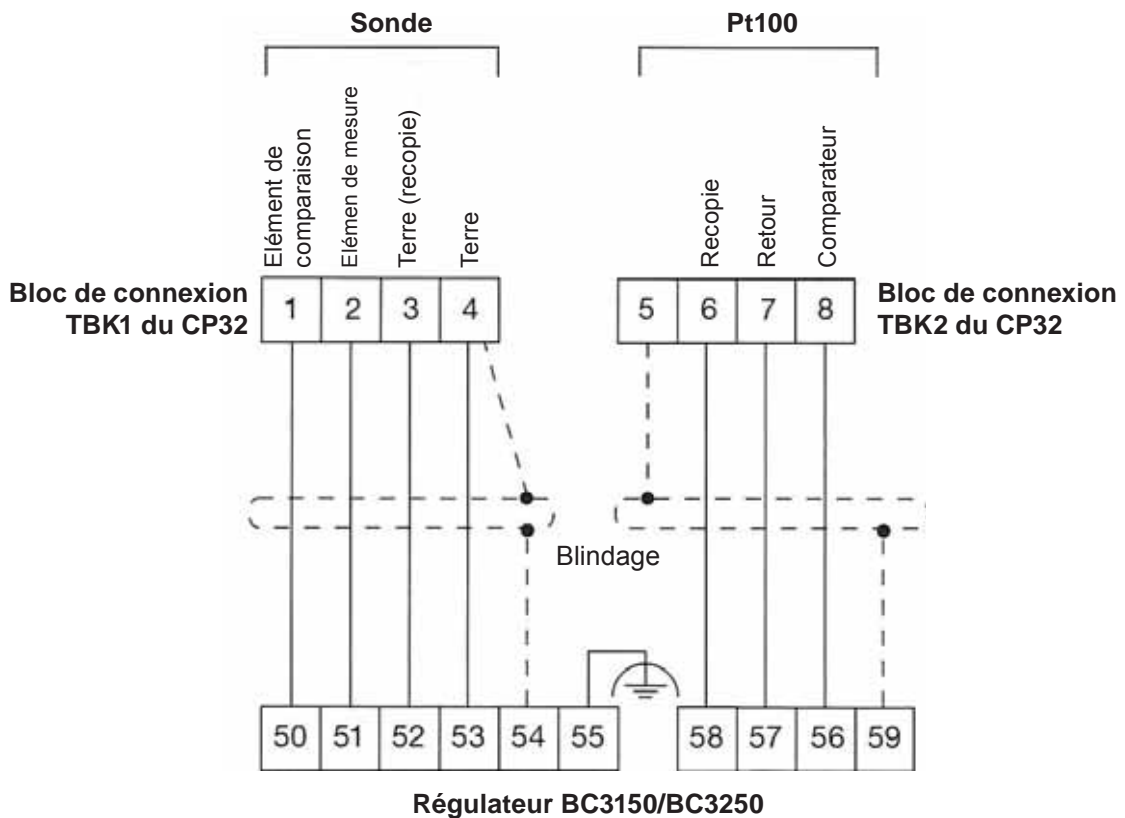 Sonde
Pt100
Elément de
comparaison
Elémen de mesure
Terre (recopie)
Terre
Recopie
Retour
Comparateur
Bloc de connexion
TBK1 du CP32
1 2 3 4
5 6 7 8
Bloc de connexion
TBK2 du CP32
Blindage
50 51 52 53 54 55
58 57 56 59
Régulateur BC3150/BC3250